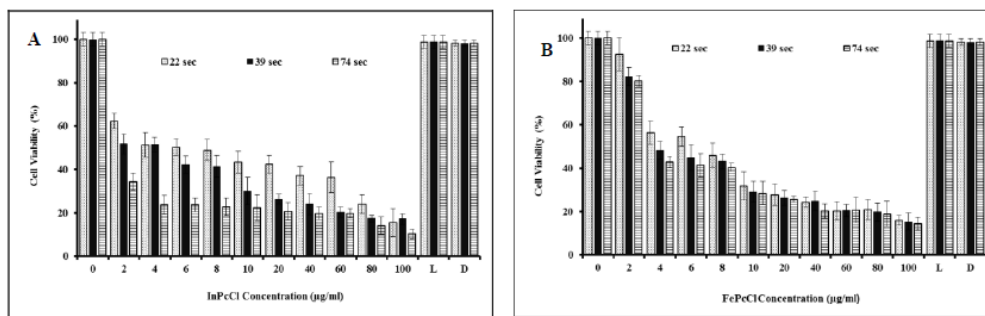 A
22 sec 39 sec 74 sec
Cell Viability (%)
100
80
60
40
20
0
0 2 4 6 8 10 20 40 60 80 100 L D
InPcCl Concentration (µg/ml)
B
22 sec 39 sec 74 sec
Cell Viability (%)
100
80
60
40
20
0
0 2 4 6 8 10 20 40 60 80 100 L D
FePcCl Concentration (µg/ml)